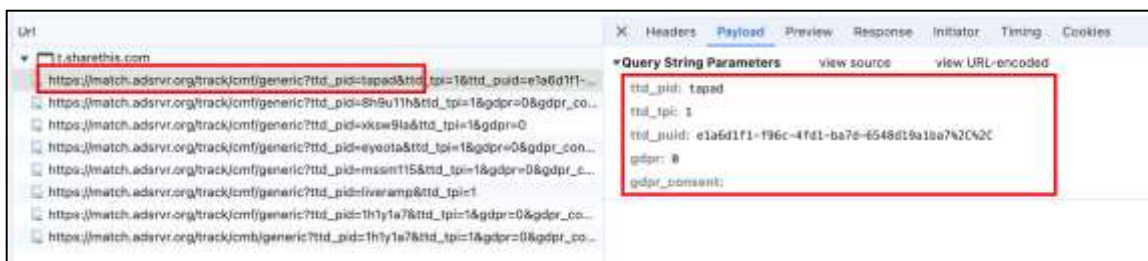 Url
t.sharethis.com
https://match.adsrvr.org/track/cmf/generic?ttd_pid=tapad&ttd_tpi=1&ttd_puid=e1a6d1f1-...
https://match.adsrvr.org/track/cmf/generic?ttd_pid=8h9u11h&ttd_tpi=1&gdpr=0&gdpr_co...
https://match.adsrvr.org/track/cmf/generic?ttd_pid=xksw9la&ttd_tpi=1&gdpr=0
https://match.adsrvr.org/track/cmf/generic?ttd_pid=eyeota&ttd_tpi=1&gdpr=0&gdpr_con...
https://match.adsrvr.org/track/cmf/generic?ttd_pid=mssm115&ttd_tpi=1&gdpr=0&gdpr_c...
https://match.adsrvr.org/track/cmf/generic?ttd_pid=liveramp&ttd_tpi=1
https://match.adsrvr.org/track/cmf/generic?ttd_pid=1h1y1a7&ttd_tpi=1&gdpr=0&gdpr_co...
https://match.adsrvr.org/track/cmb/generic?ttd_pid=1h1y1a7&ttd_tpi=1&gdpr=0&gdpr_co...
Headers Payload Preview Response Initiator Timing Cookies
Query String Parameters view source view URL-encoded
ttd_pid: tapad
ttd_tpi: 1
ttd_puid: e1a6d1f1-f96c-4fd1-ba7d-6548d19a1ba7%2C%2C
gdpr: 0
gdpr_consent: